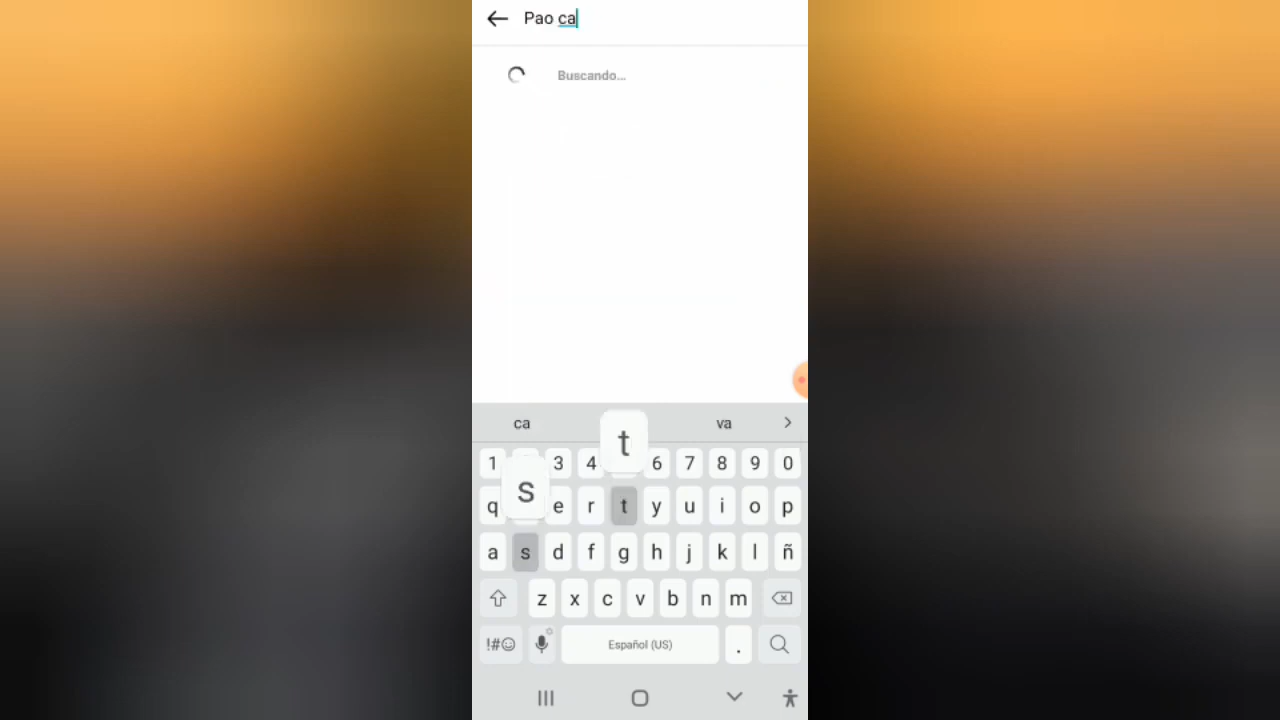 Pao ca
Buscando...
ca va
t
1 3 4 6 7 8 9 0
s
q e r t y u i o p
a s d f g h j k l ñ
z x c v b n m
!#☺ Español (US) .